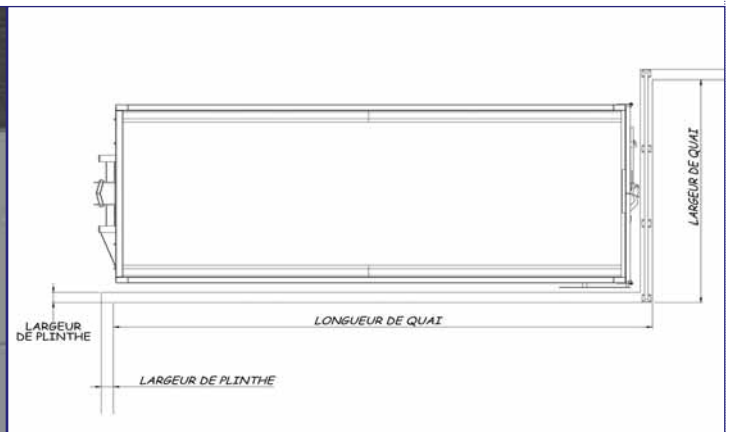 LARGEUR DE QUAI
LONGUEUR DE QUAI
LARGEUR
DE PLINTHE
LARGEUR DE PLINTHE